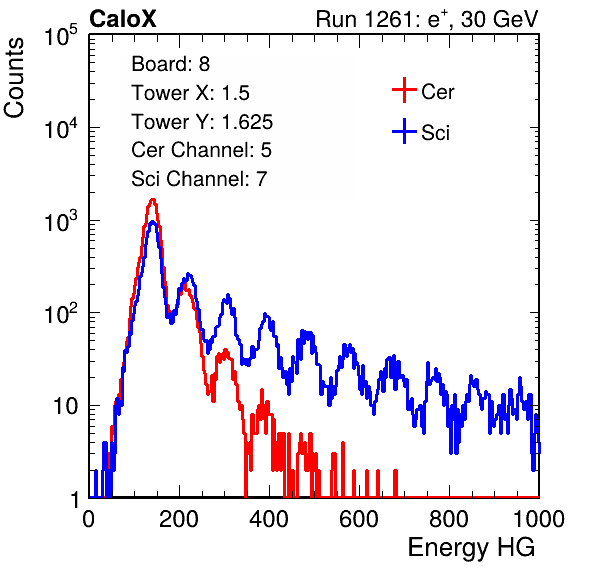 CaloX Run 1261: e⁺, 30 GeV
Counts
10⁵
Board: 8
Tower X: 1.5
Tower Y: 1.625
Cer Channel: 5
Sci Channel: 7
Cer
Sci
10⁴
10³
10²
10
1
0 200 400 600 800 1000
Energy HG